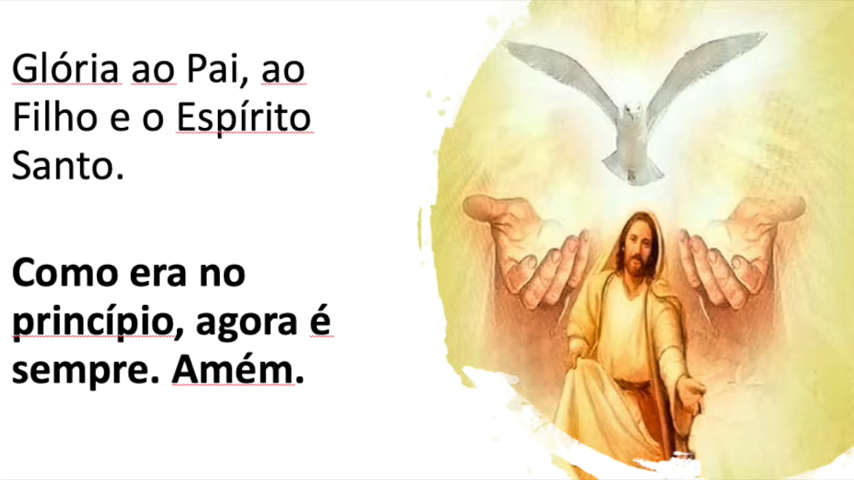 Glória ao Pai, ao
Filho e o Espírito
Santo.
Como era no
princípio, agora é
sempre. Amém.